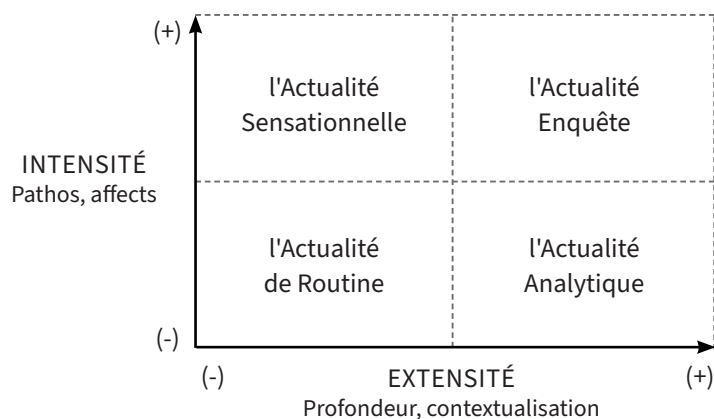 (+)
l'Actualité
Sensationnelle
l'Actualité
Enquête
INTENSITÉ
Pathos, affects
l'Actualité
de Routine
l'Actualité
Analytique
(-)
(-)
EXTENSITÉ
(+)
Profondeur, contextualisation